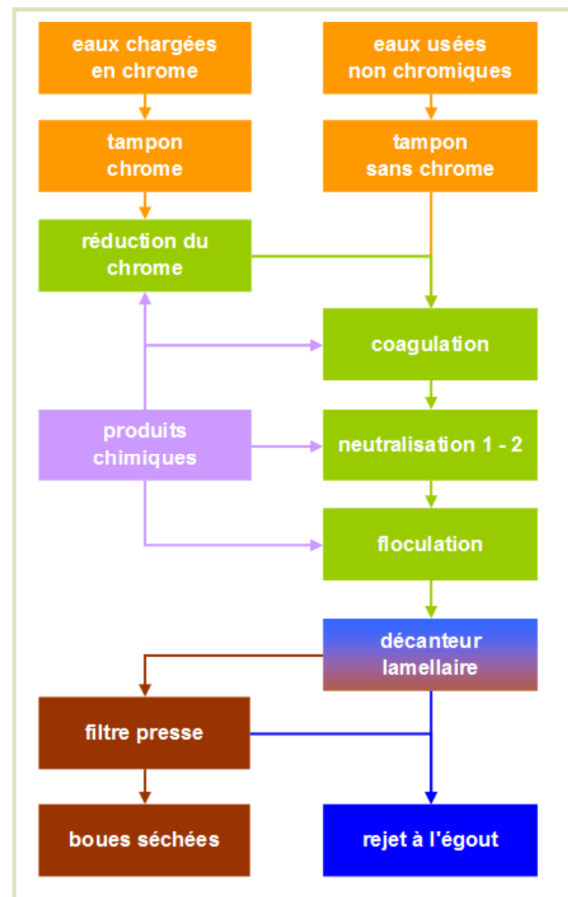 eaux chargées
en chrome
eaux usées
non chromiques
tampon
chrome
tampon
sans chrome
réduction du
chrome
coagulation
produits
chimiques
neutralisation 1 - 2
floculation
décanteur
lamellaire
filtre presse
boues séchées
rejet à l'égout